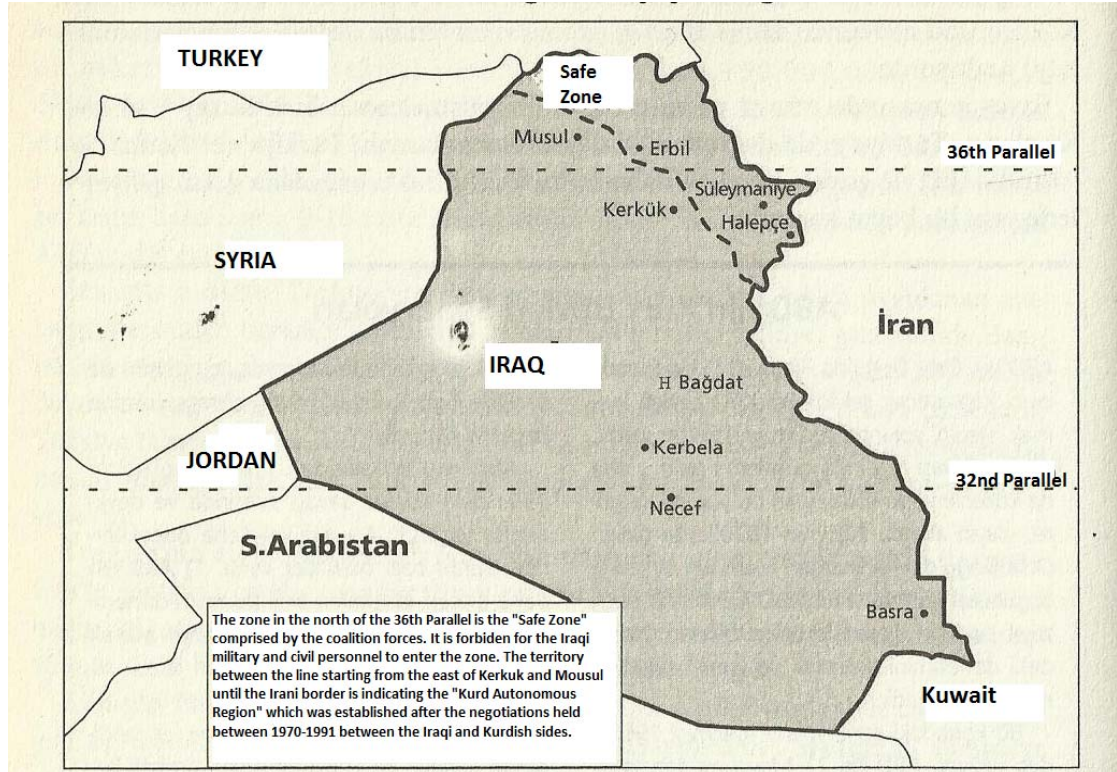 TURKEY
Safe
Zone
Musul
Erbil
36th Parallel
Süleymaniye
Kerkük
Halepçe
SYRIA
İran
IRAQ
H Bağdat
Kerbela
JORDAN
32nd Parallel
Necef
S.Arabistan
Basra
The zone in the north of the 36th Parallel is the "Safe Zone"
comprised by the coalition forces. It is forbiden for the Iraqi
military and civil personnel to enter the zone. The territory
between the line starting from the east of Kerkuk and Mousul
until the Irani border is indicating the "Kurd Autonomous
Region" which was established after the negotiations held
between 1970-1991 between the Iraqi and Kurdish sides.
Kuwait